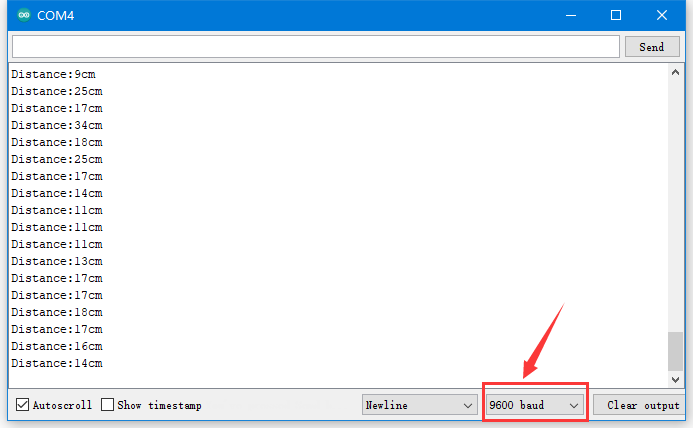 COM4
Send
Distance:9cm
Distance:25cm
Distance:17cm
Distance:34cm
Distance:18cm
Distance:25cm
Distance:17cm
Distance:14cm
Distance:11cm
Distance:11cm
Distance:11cm
Distance:13cm
Distance:17cm
Distance:17cm
Distance:18cm
Distance:17cm
Distance:16cm
Distance:14cm
Autoscroll Show timestamp Newline 9600 baud Clear output